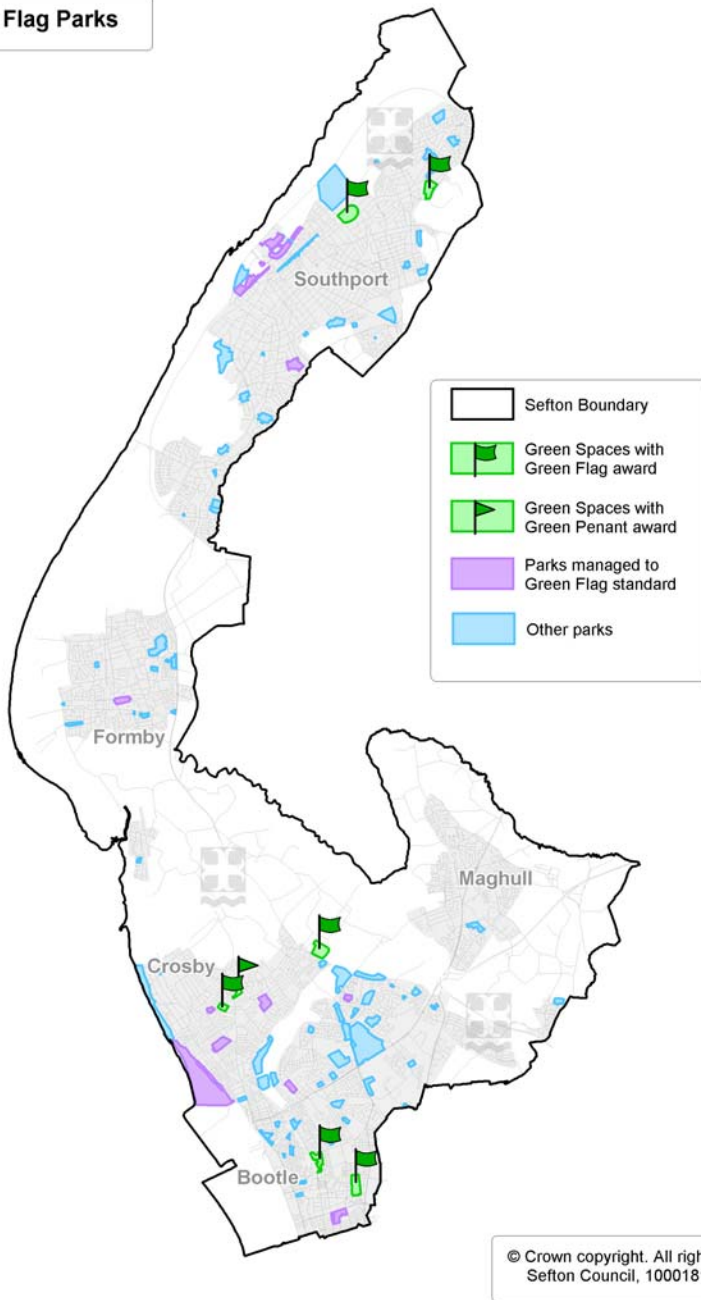 Flag Parks
Southport
Sefton Boundary
Green Spaces with
Green Flag award
Green Spaces with
Green Penant award
Parks managed to
Green Flag standard
Other parks
Formby
Maghull
Crosby
Bootle
© Crown copyright. All righ
Sefton Council, 100018